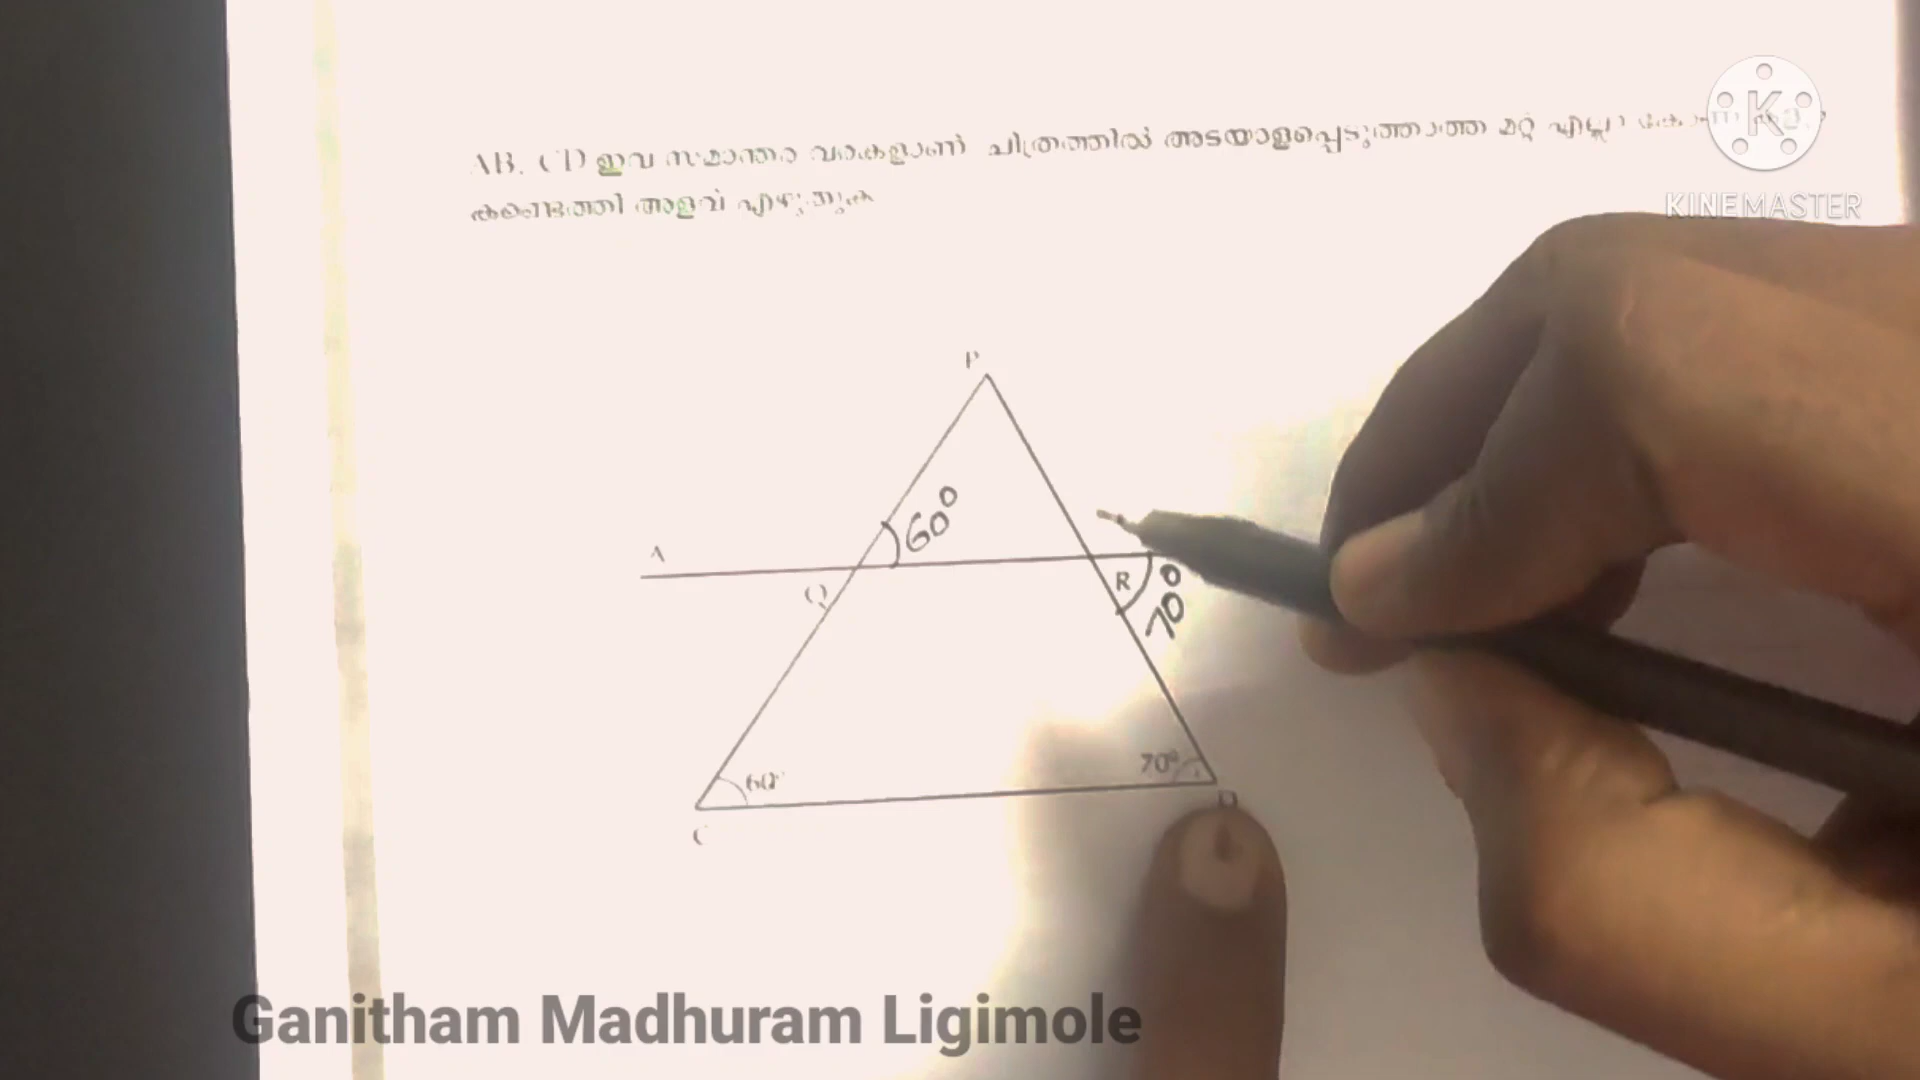 AB, CD ഇവ സമാന്തര വരകളാണ് ചിത്രത്തിൽ അടയാളപ്പെടുത്താത്ത മറ്റ് എല്ലാ
കണ്ടെത്തി അളവ് എഴുതുക
KINEMASTER
P
60°
A
Q
R
70°
60°
70°
C
D
Ganitham Madhuram Ligimole